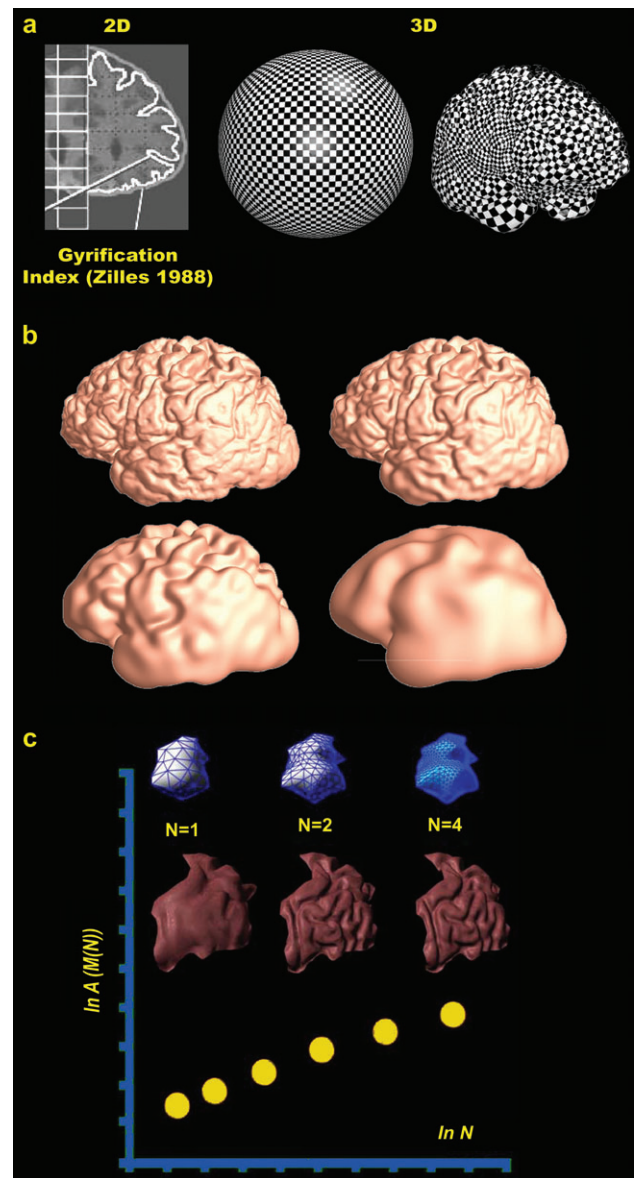 a 2D 3D
Gyrification
Index (Zilles 1988)
b
c
N=1 N=2 N=4
ln A (M(N))
ln N